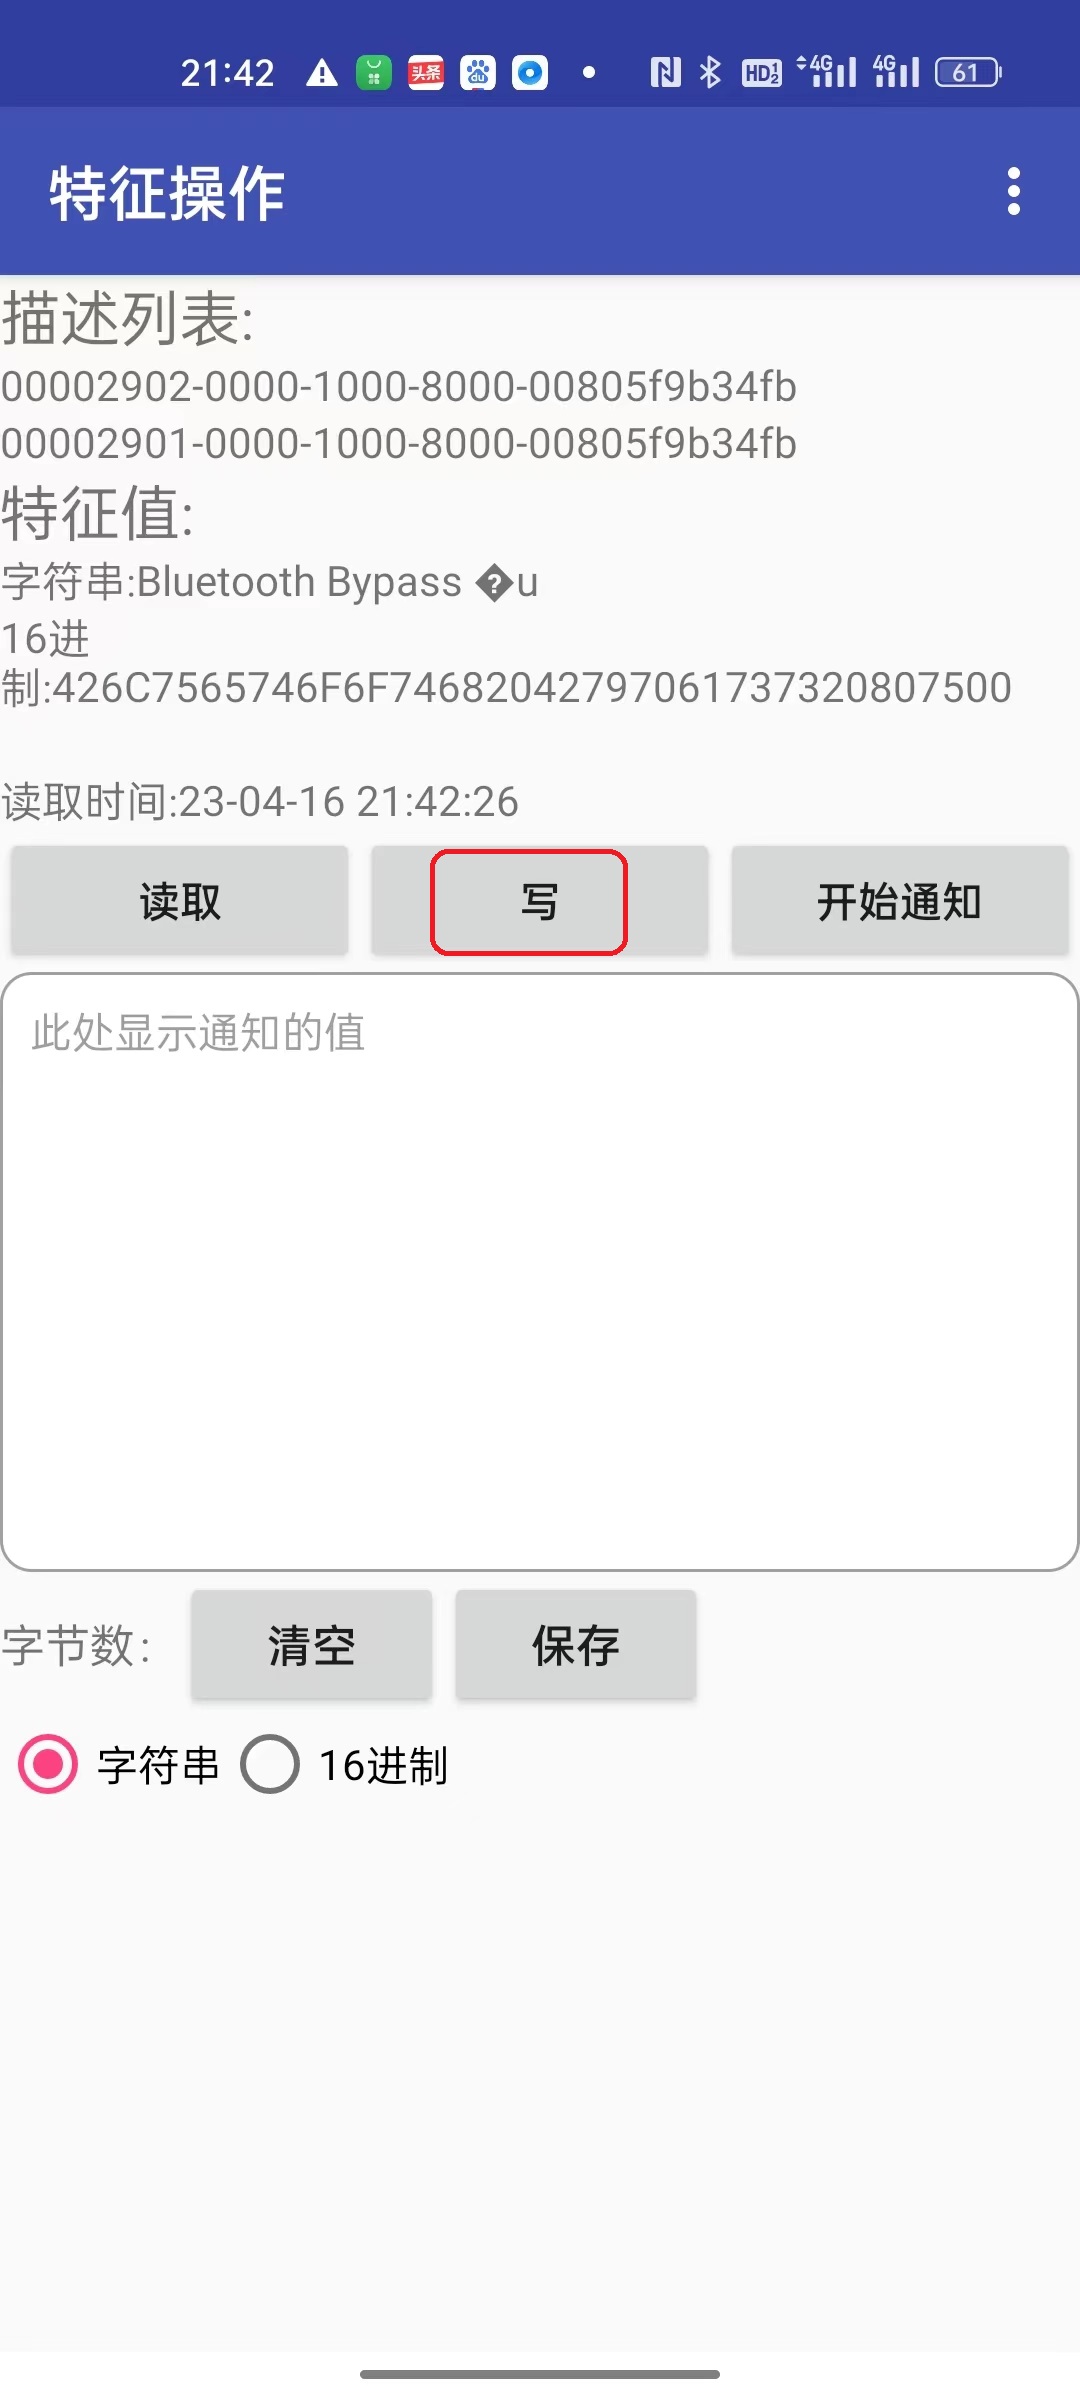 21:42 头条 du HD 1 2 4G 4G 61
特征操作
描述列表:
00002902-0000-1000-8000-00805f9b34fb
00002901-0000-1000-8000-00805f9b34fb
特征值:
字符串:Bluetooth Bypass �u
16进
制:426C7565746F6F74682042797061737320807500
读取时间:23-04-16 21:42:26
读取 写 开始通知
此处显示通知的值
字节数: 清空 保存
字符串 16进制